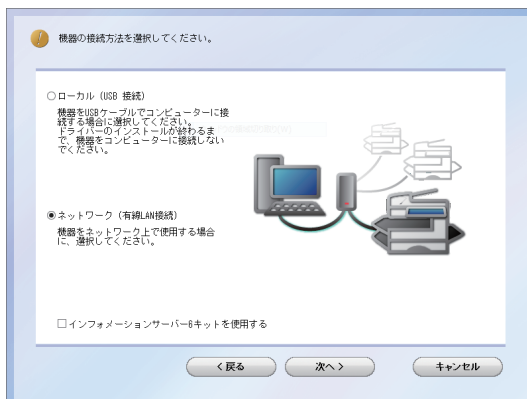 機器の接続方法を選択してください。
ローカル (USB 接続)
機器をUSBケーブルでコンピューターに接
続する場合に選択してください。
ドライバーのインストールが終わるま
で、機器をコンピューターに接続しない
でください。
ネットワーク (有線LAN接続)
機器をネットワーク上で使用する場合
に、選択してください。
インフォメーションサーバー6キットを使用する
< 戻る
次へ >
キャンセル